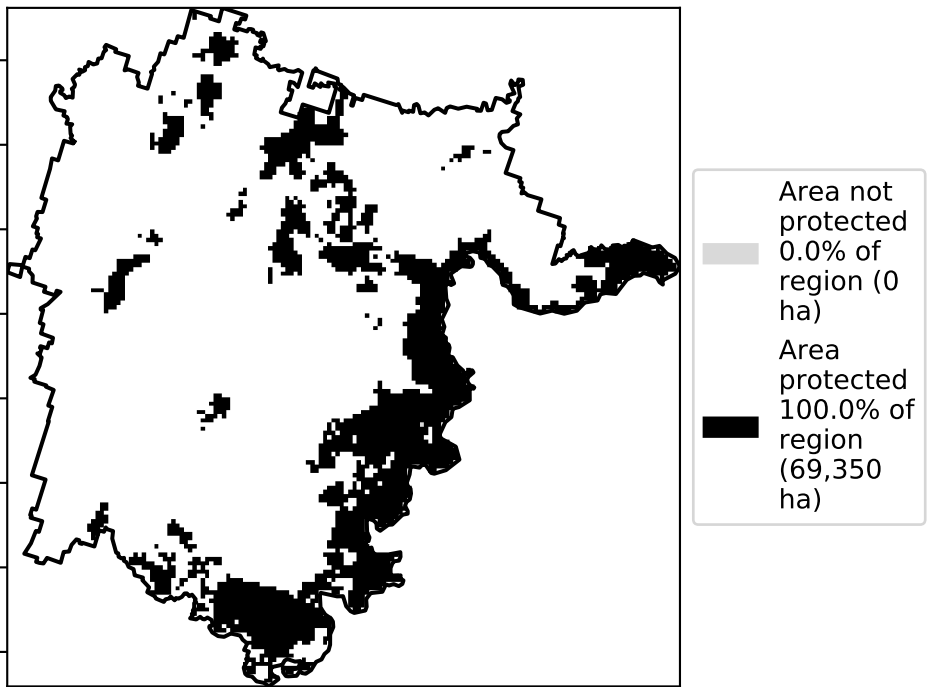 Area not
protected
0.0% of
region (0
ha)
Area
protected
100.0% of
region
(69,350
ha)